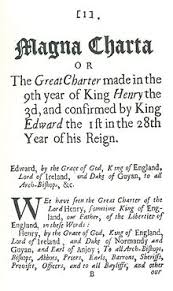 [1]
Magna Charta
OR
The Great Charter made in the
9th year of King Henry the
3d, and confirmed by King
Edward the 1st in the 28th
Year of his Reign.
Edward, by the Grace of God, King of England,
Lord of Ireland, and Duke of Guyan, to all
Arch-Bishops, &c.
WE have seen the Great Charter of the
Lord Henry, sometime King of England,
our Father, of the Liberties of England,
in these Words:
Henry, by the Grace of God, King of England,
Lord of Ireland, and Duke of Normandy and
Guyan, and Earl of Anjoy; To all Arch-Bishops,
Bishops, Abbots, Priors, Earls, Barons, Sheriffs,
Provosts, Officers, and to all Bayliffs, and other
B
our